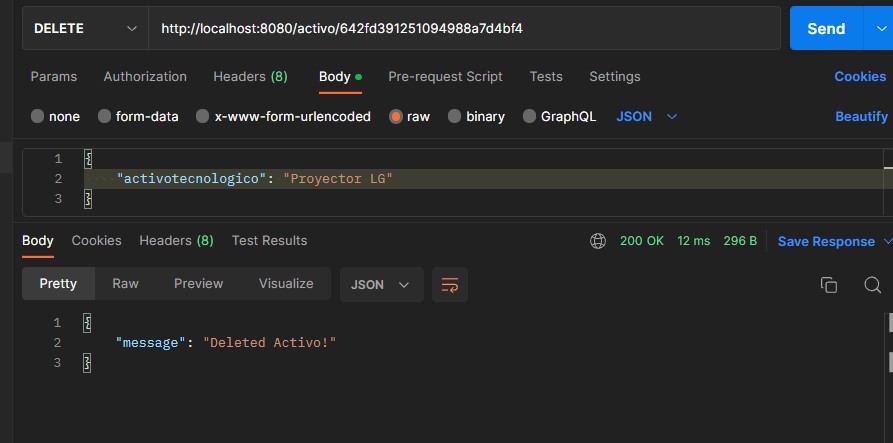 DELETE http://localhost:8080/activo/642fd391251094988a7d4bf4 Send
Params Authorization Headers (8) Body Pre-request Script Tests Settings Cookies
none form-data x-www-form-urlencoded raw binary GraphQL JSON Beautify
1 {
2 "activotecnologico": "Proyector LG"
3 }
Body Cookies Headers (8) Test Results 200 OK 12 ms 296 B Save Response
Pretty Raw Preview Visualize JSON
1 {
2 "message": "Deleted Activo!"
3 }